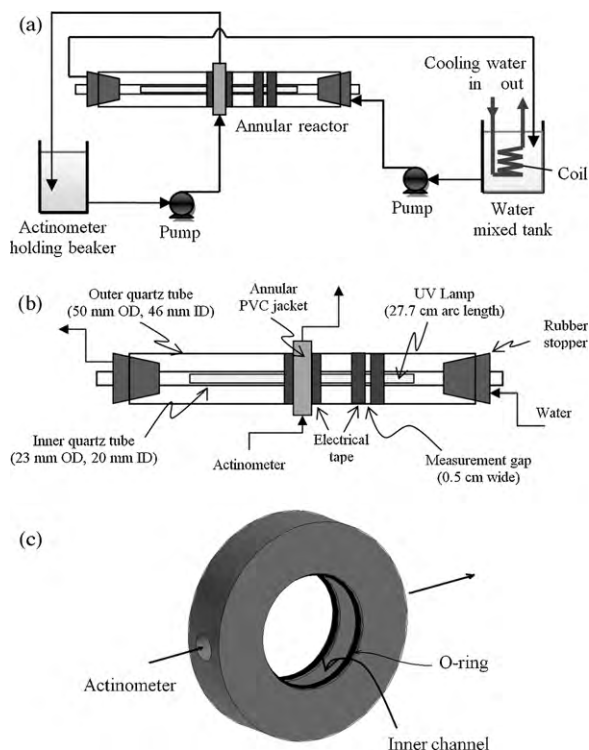 (a)
Cooling water
in out
Annular reactor
Coil
Actinometer
holding beaker
Pump
Pump
Water
mixed tank
(b)
Outer quartz tube
(50 mm OD, 46 mm ID)
Annular
PVC jacket
UV Lamp
(27.7 cm arc length)
Rubber
stopper
Inner quartz tube
(23 mm OD, 20 mm ID)
Actinometer
Electrical
tape
Measurement gap
(0.5 cm wide)
Water
(c)
O-ring
Actinometer
Inner channel